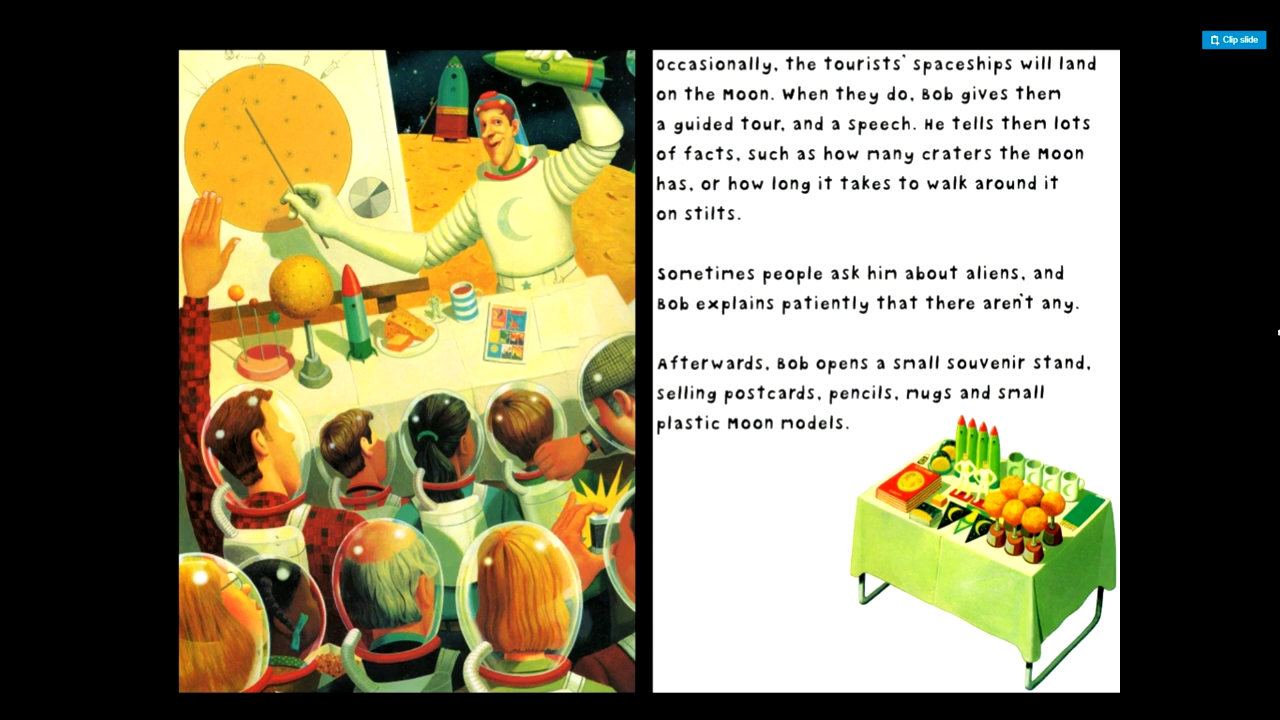 Clip slide
Occasionally, the tourists' spaceships will land
on the Moon. When they do, Bob gives them
a guided tour, and a speech. He tells them lots
of facts, such as how many craters the Moon
has, or how long it takes to walk around it
on stilts.
Sometimes people ask him about aliens, and
Bob explains patiently that there aren't any.
Afterwards, Bob opens a small souvenir stand,
selling postcards, pencils, mugs and small
plastic Moon models.